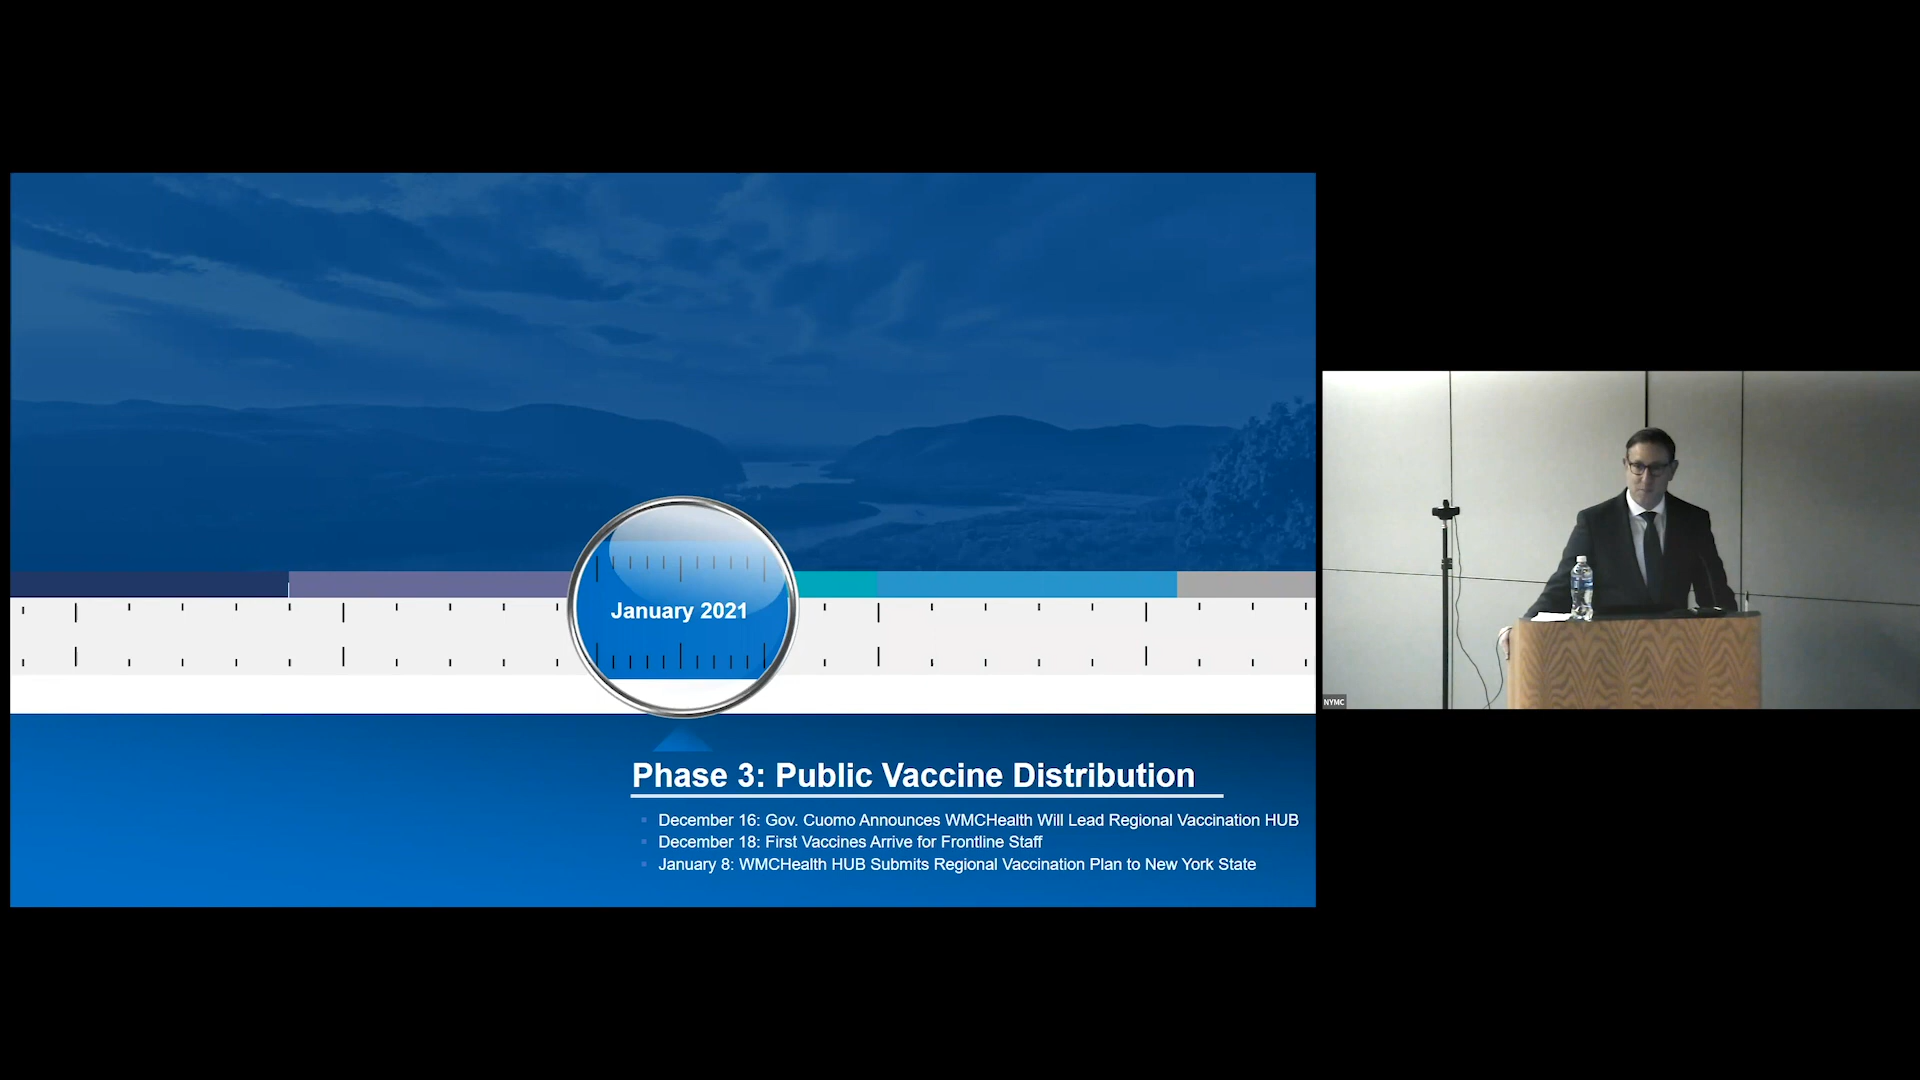 January 2021
Phase 3: Public Vaccine Distribution
December 16: Gov. Cuomo Announces WMCHealth Will Lead Regional Vaccination HUB
December 18: First Vaccines Arrive for Frontline Staff
January 8: WMCHealth HUB Submits Regional Vaccination Plan to New York State
NYMC